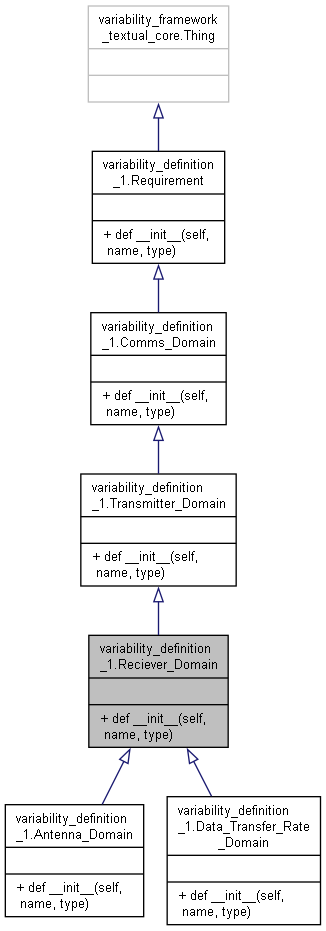 variability_framework
_textual_core.Thing
variability_definition
_1.Requirement
+ def __init__(self,
name, type)
variability_definition
_1.Comms_Domain
+ def __init__(self,
name, type)
variability_definition
_1.Transmitter_Domain
+ def __init__(self,
name, type)
variability_definition
_1.Reciever_Domain
+ def __init__(self,
name, type)
variability_definition
_1.Antenna_Domain
+ def __init__(self,
name, type)
variability_definition
_1.Data_Transfer_Rate
_Domain
+ def __init__(self,
name, type)